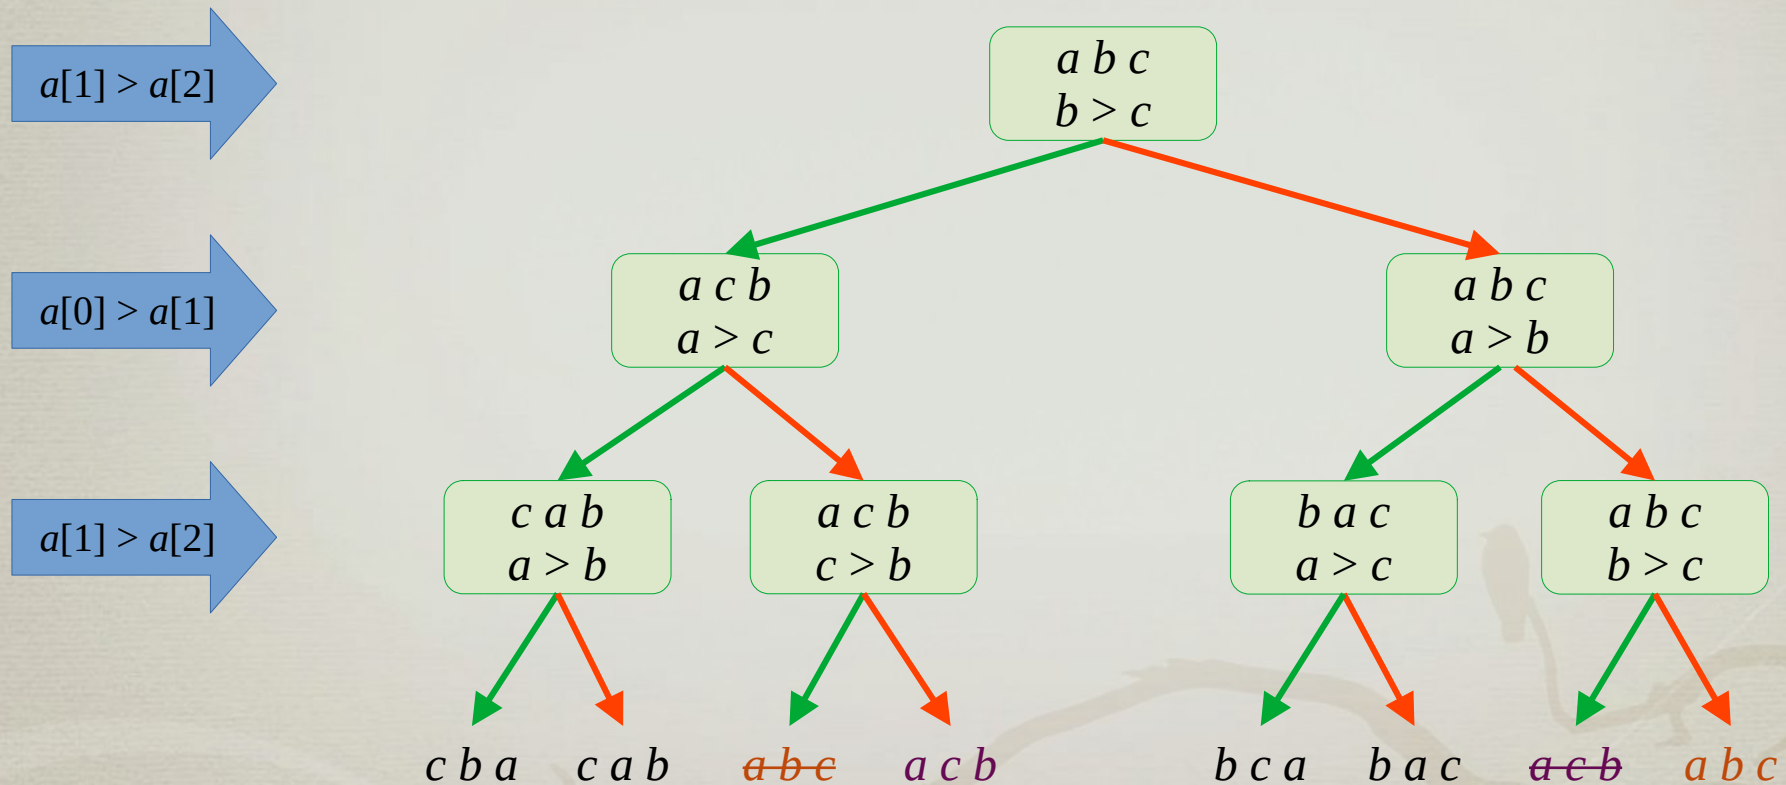 a[1] > a[2]
a b c
b > c
a[0] > a[1]
a c b
a > c
a b c
a > b
a[1] > a[2]
c a b
a > b
a c b
c > b
b a c
a > c
a b c
b > c
c b a
c a b
a b c
a c b
b c a
b a c
a c b
a b c